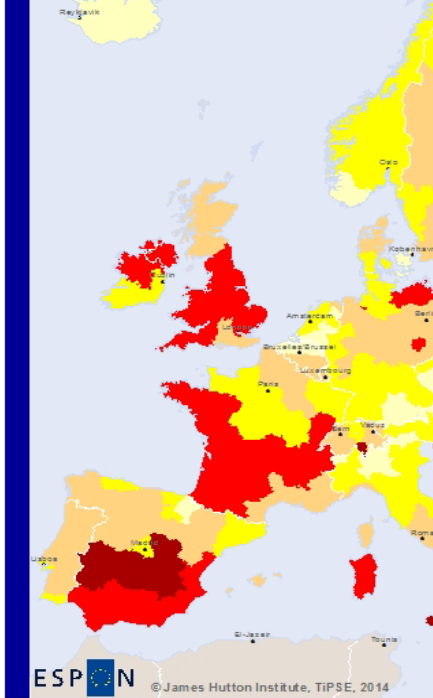 Reykjavik
Oslo
København
Dublin
Berlin
London
Amsterdam
Bruxelles/Brussel
Luxembourg
Paris
Bern
Vaduz
Madrid
Roma
Lisboa
El-Jazair
Tounis
ESPON
© James Hutton Institute, TiPSE, 2014